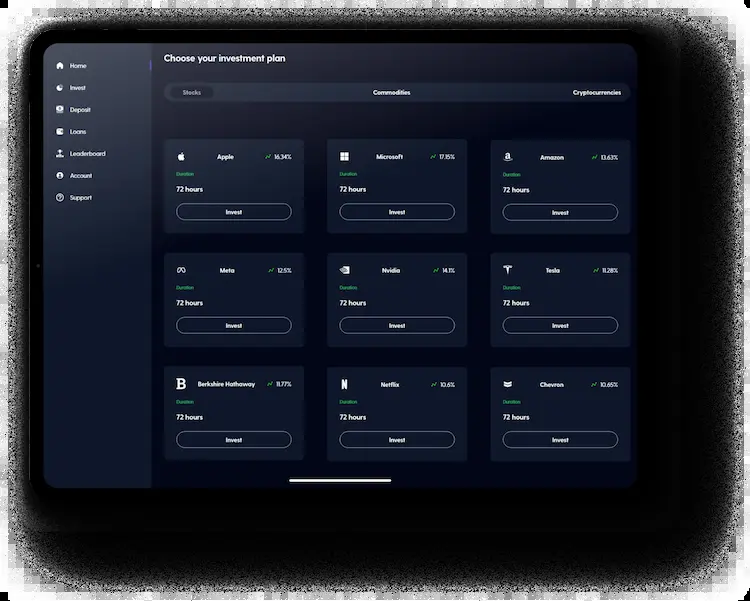 Choose your investment plan
Home
Invest
Deposit
Loans
Leaderboard
Account
Support
Stocks
Commodities
Cryptocurrencies
Apple
16.34%
Duration
72 hours
Invest
Microsoft
17.15%
Duration
72 hours
Invest
Amazon
13.63%
Duration
72 hours
Invest
Meta
12.5%
Duration
72 hours
Invest
Nvidia
14.1%
Duration
72 hours
Invest
Tesla
11.28%
Duration
72 hours
Invest
Berkshire Hathaway
11.77%
Duration
72 hours
Invest
Netflix
10.6%
Duration
72 hours
Invest
Chevron
10.65%
Duration
72 hours
Invest